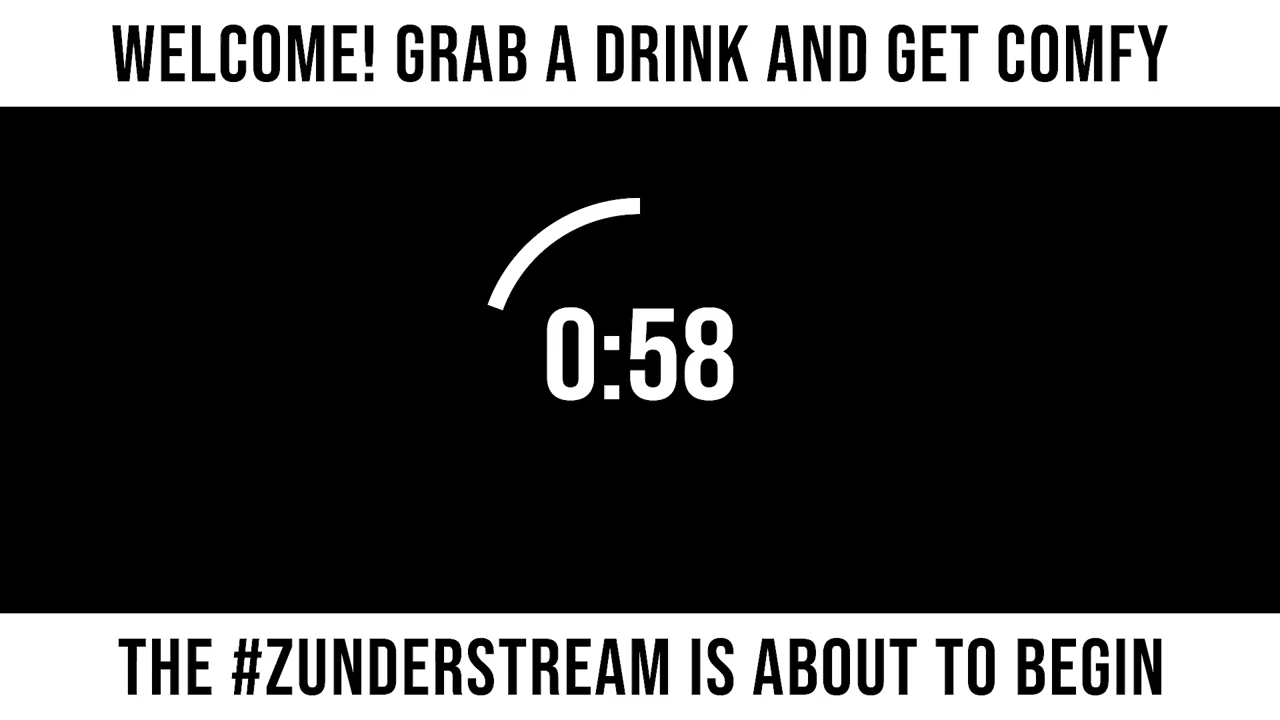 WELCOME! GRAB A DRINK AND GET COMFY
0:58
THE #ZUNDERSTREAM IS ABOUT TO BEGIN